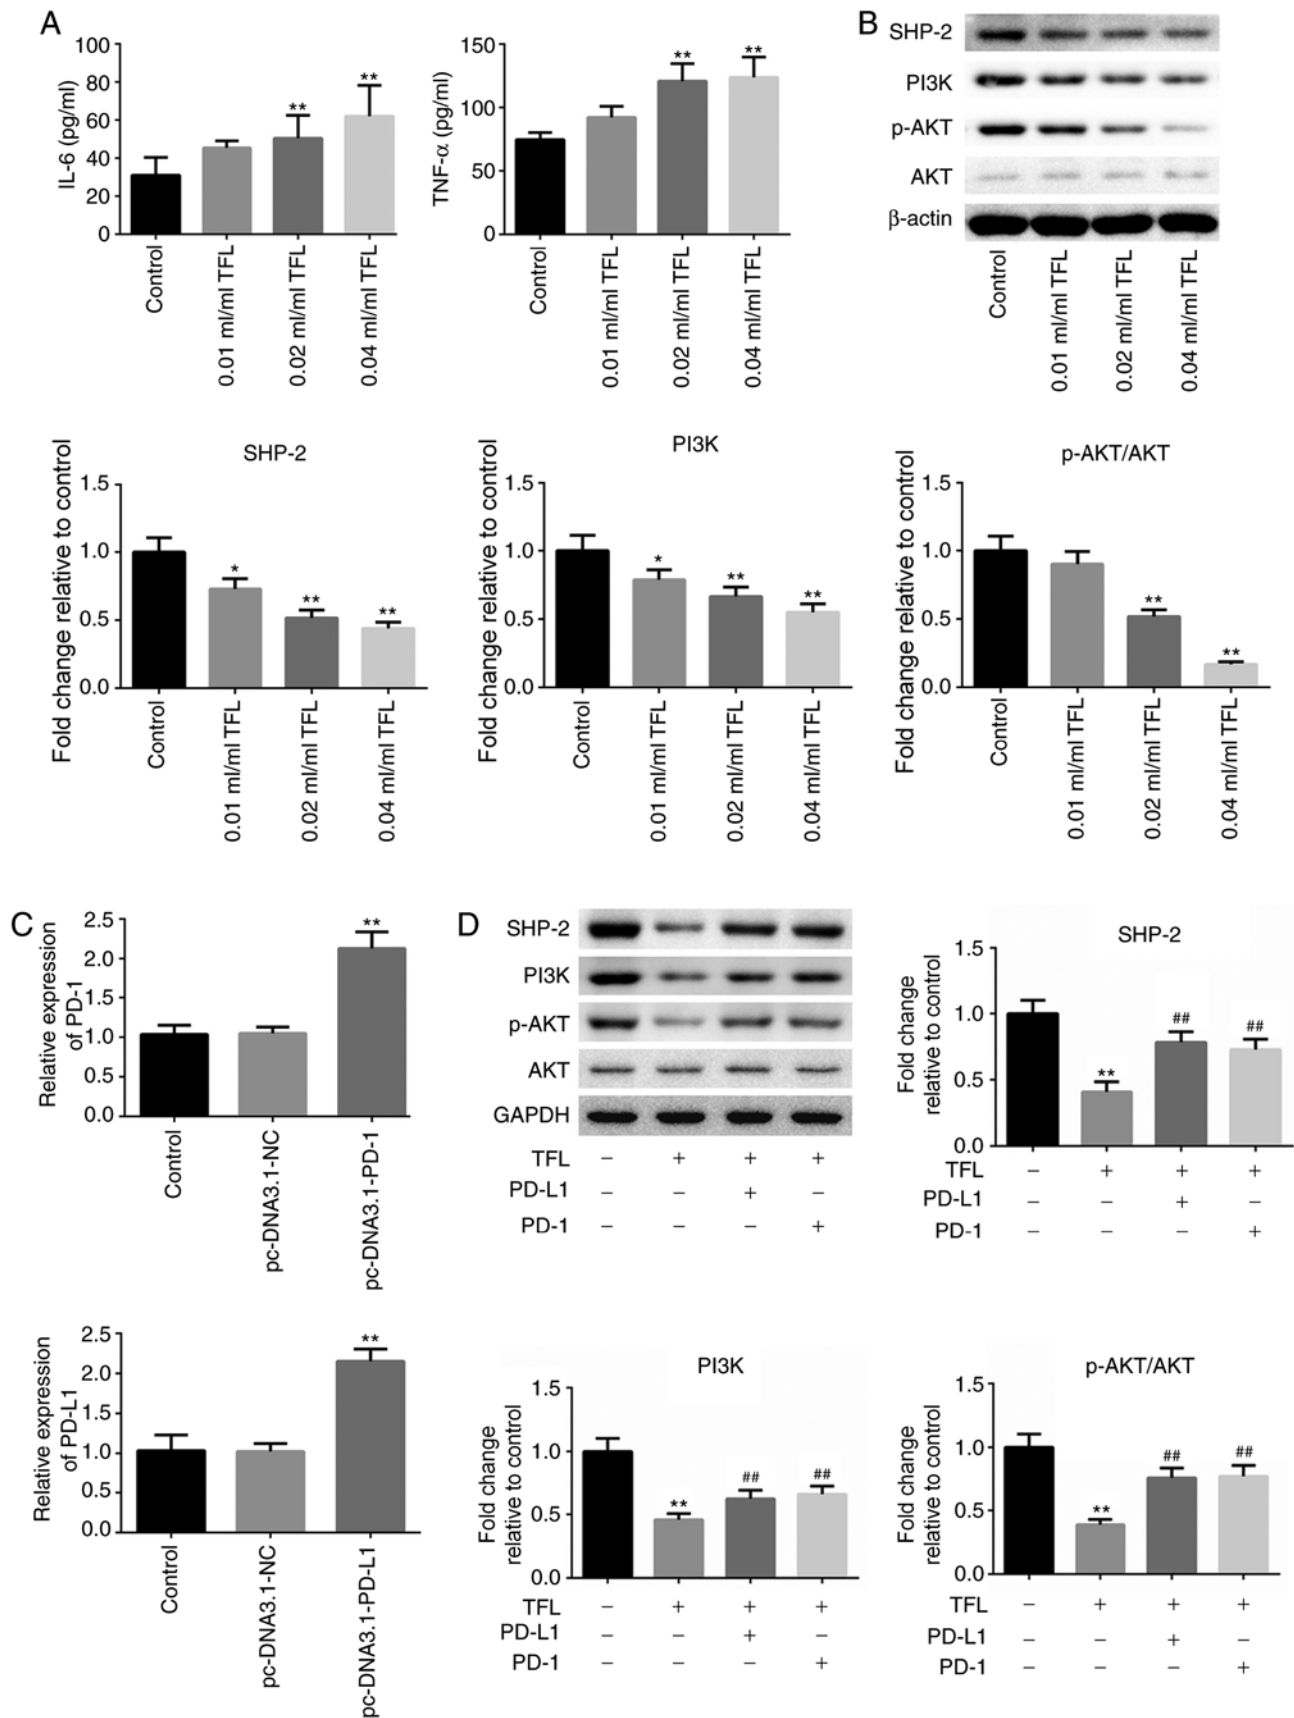 A
IL-6 (pg/ml)
100
80
60
40
20
0
**
**
Control
0.01 ml/ml TFL
0.02 ml/ml TFL
0.04 ml/ml TFL
TNF-α (pg/ml)
150
100
50
0
**
**
Control
0.01 ml/ml TFL
0.02 ml/ml TFL
0.04 ml/ml TFL
B
SHP-2
PI3K
p-AKT
AKT
β-actin
Control
0.01 ml/ml TFL
0.02 ml/ml TFL
0.04 ml/ml TFL
SHP-2
Fold change relative to control
1.5
1.0
0.5
0.0
*
**
**
Control
0.01 ml/ml TFL
0.02 ml/ml TFL
0.04 ml/ml TFL
PI3K
Fold change relative to control
1.5
1.0
0.5
0.0
*
**
**
Control
0.01 ml/ml TFL
0.02 ml/ml TFL
0.04 ml/ml TFL
p-AKT/AKT
Fold change relative to control
1.5
1.0
0.5
0.0
**
**
Control
0.01 ml/ml TFL
0.02 ml/ml TFL
0.04 ml/ml TFL
C
Relative expression
of PD-1
2.5
2.0
1.5
1.0
0.5
0.0
**
Control
pc-DNA3.1-NC
pc-DNA3.1-PD-1
Relative expression
of PD-L1
2.5
2.0
1.5
1.0
0.5
0.0
**
Control
pc-DNA3.1-NC
pc-DNA3.1-PD-L1
D
SHP-2
PI3K
p-AKT
AKT
GAPDH
TFL − + + +
PD-L1 − − + −
PD-1 − − − +
SHP-2
Fold change
relative to control
1.5
1.0
0.5
0.0
**
##
##
TFL − + + +
PD-L1 − − + −
PD-1 − − − +
PI3K
Fold change
relative to control
1.5
1.0
0.5
0.0
**
##
##
TFL − + + +
PD-L1 − − + −
PD-1 − − − +
p-AKT/AKT
Fold change
relative to control
1.5
1.0
0.5
0.0
**
##
##
TFL − + + +
PD-L1 − − + −
PD-1 − − − +